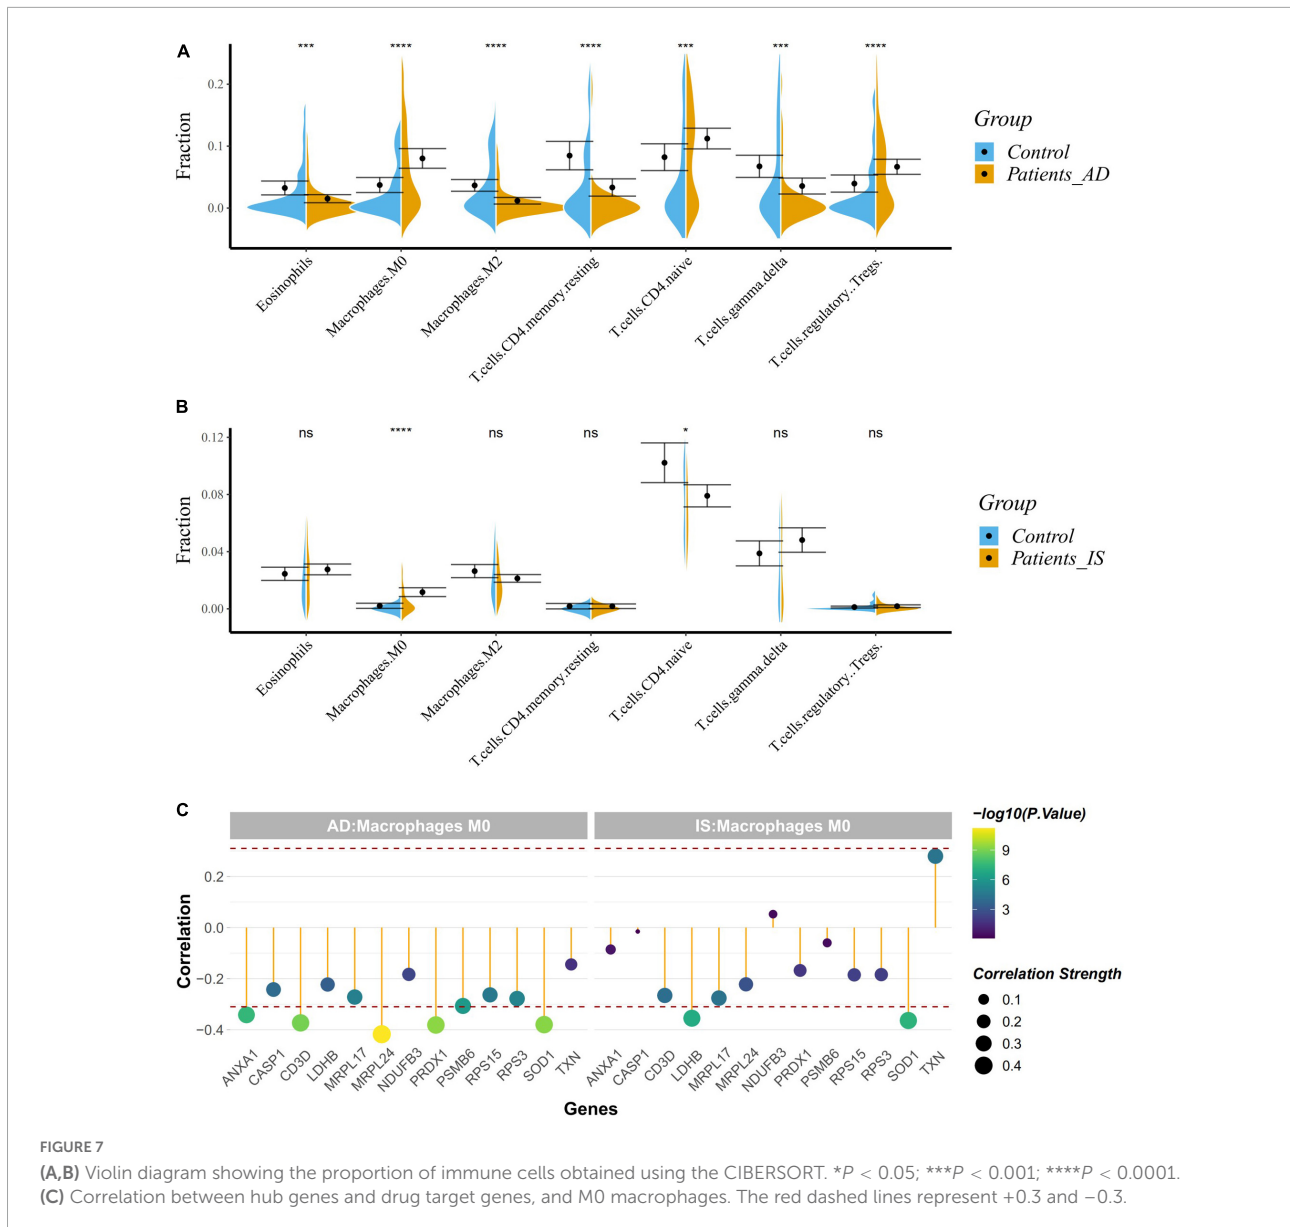 A
*** **** **** **** *** *** ****
Fraction
0.2
0.1
0.0
Eosinophils
Macrophages.M0
Macrophages.M2
T.cells.CD4.memory.resting
T.cells.CD4.naive
T.cells.gamma.delta
T.cells.regulatory..Tregs.
Group
Control
Patients_AD
B
ns **** ns ns * ns ns
Fraction
0.12
0.08
0.04
0.00
Eosinophils
Macrophages.M0
Macrophages.M2
T.cells.CD4.memory.resting
T.cells.CD4.naive
T.cells.gamma.delta
T.cells.regulatory..Tregs.
Group
Control
Patients_IS
C
AD:Macrophages M0
IS:Macrophages M0
Correlation
0.2
0.0
−0.2
−0.4
ANXA1
CASP1
CD3D
LDHB
MRPL17
MRPL24
NDUFB3
PRDX1
PSMB6
RPS15
RPS3
SOD1
TXN
ANXA1
CASP1
CD3D
LDHB
MRPL17
MRPL24
NDUFB3
PRDX1
PSMB6
RPS15
RPS3
SOD1
TXN
Genes
−log10(P.Value)
9
6
3
Correlation Strength
0.1
0.2
0.3
0.4
FIGURE 7
(A,B) Violin diagram showing the proportion of immune cells obtained using the CIBERSORT. *P < 0.05; ***P < 0.001; ****P < 0.0001.
(C) Correlation between hub genes and drug target genes, and M0 macrophages. The red dashed lines represent +0.3 and −0.3.